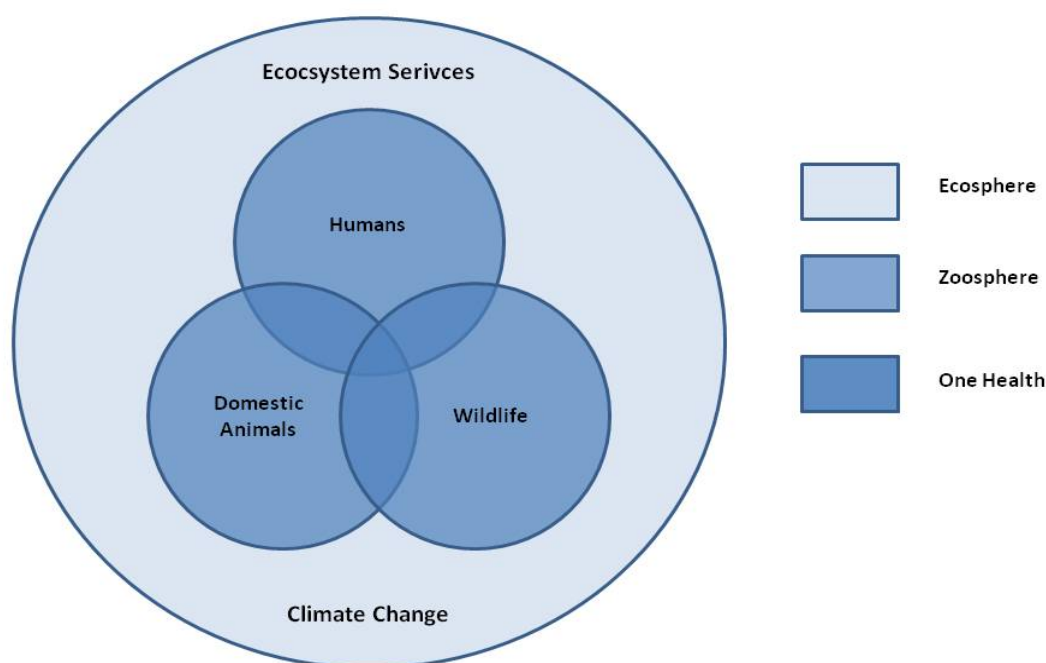 Ecocsystem Serivces
Humans
Domestic
Animals
Wildlife
Climate Change
Ecosphere
Zoosphere
One Health